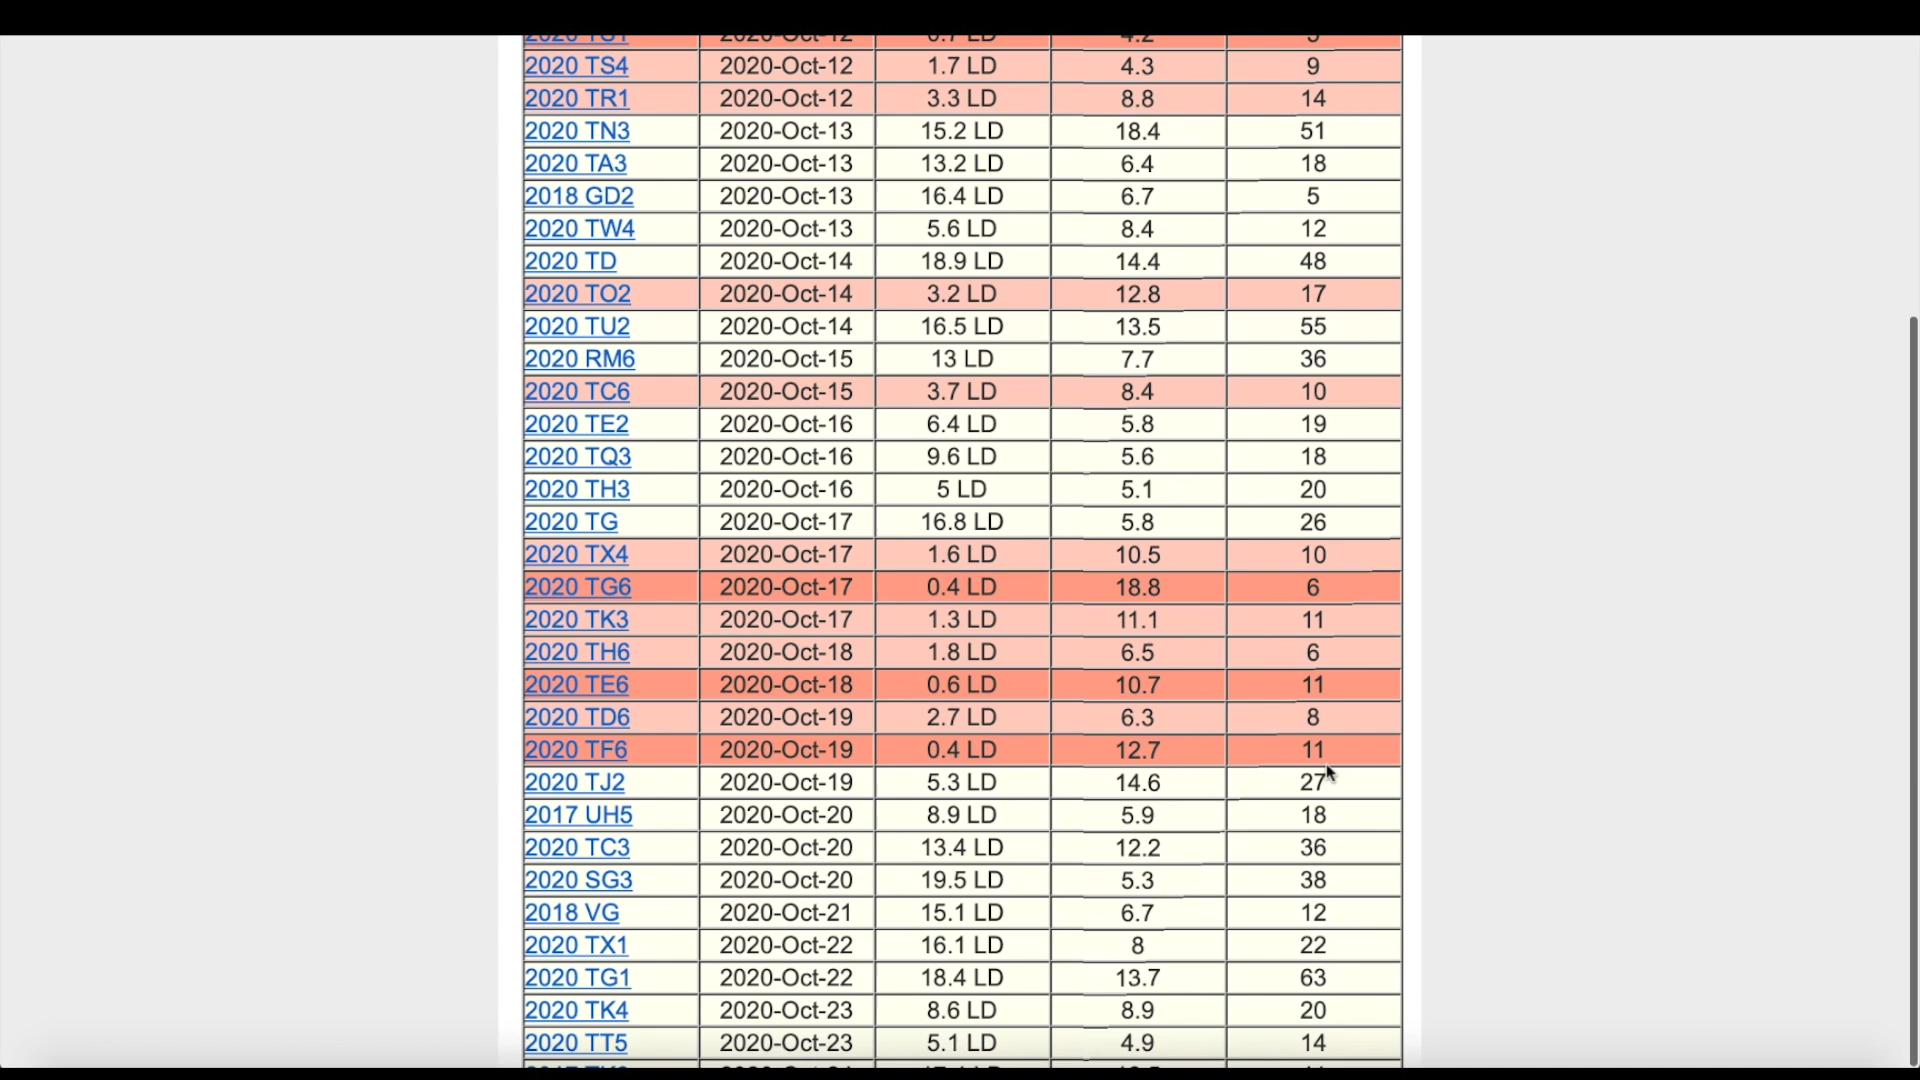 2020 TS4 2020-Oct-12 1.7 LD 4.3 9
2020 TR1 2020-Oct-12 3.3 LD 8.8 14
2020 TN3 2020-Oct-13 15.2 LD 18.4 51
2020 TA3 2020-Oct-13 13.2 LD 6.4 18
2018 GD2 2020-Oct-13 16.4 LD 6.7 5
2020 TW4 2020-Oct-13 5.6 LD 8.4 12
2020 TD 2020-Oct-14 18.9 LD 14.4 48
2020 TO2 2020-Oct-14 3.2 LD 12.8 17
2020 TU2 2020-Oct-14 16.5 LD 13.5 55
2020 RM6 2020-Oct-15 13 LD 7.7 36
2020 TC6 2020-Oct-15 3.7 LD 8.4 10
2020 TE2 2020-Oct-16 6.4 LD 5.8 19
2020 TQ3 2020-Oct-16 9.6 LD 5.6 18
2020 TH3 2020-Oct-16 5 LD 5.1 20
2020 TG 2020-Oct-17 16.8 LD 5.8 26
2020 TX4 2020-Oct-17 1.6 LD 10.5 10
2020 TG6 2020-Oct-17 0.4 LD 18.8 6
2020 TK3 2020-Oct-17 1.3 LD 11.1 11
2020 TH6 2020-Oct-18 1.8 LD 6.5 6
2020 TE6 2020-Oct-18 0.6 LD 10.7 11
2020 TD6 2020-Oct-19 2.7 LD 6.3 8
2020 TF6 2020-Oct-19 0.4 LD 12.7 11
2020 TJ2 2020-Oct-19 5.3 LD 14.6 27
2017 UH5 2020-Oct-20 8.9 LD 5.9 18
2020 TC3 2020-Oct-20 13.4 LD 12.2 36
2020 SG3 2020-Oct-20 19.5 LD 5.3 38
2018 VG 2020-Oct-21 15.1 LD 6.7 12
2020 TX1 2020-Oct-22 16.1 LD 8 22
2020 TG1 2020-Oct-22 18.4 LD 13.7 63
2020 TK4 2020-Oct-23 8.6 LD 8.9 20
2020 TT5 2020-Oct-23 5.1 LD 4.9 14